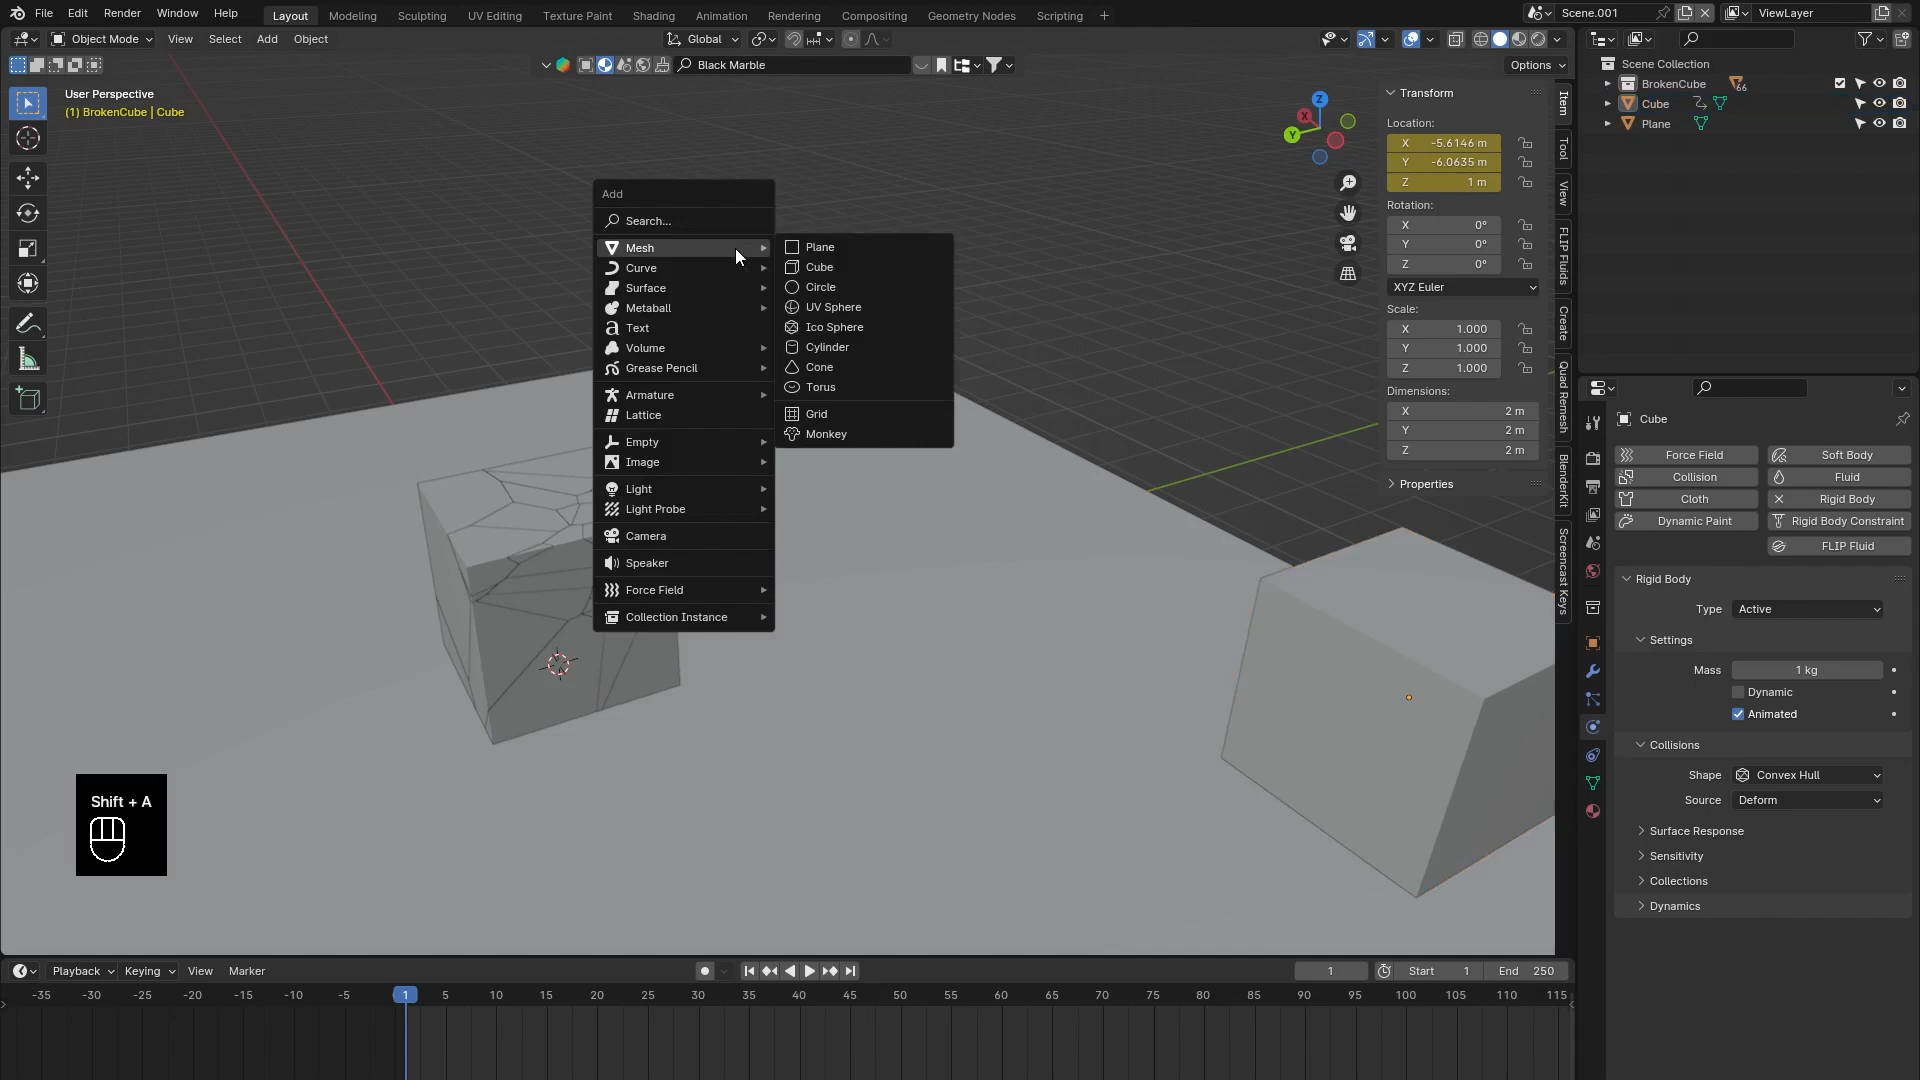 File Edit Render Window Help Layout Modeling Sculpting UV Editing Texture Paint Shading Animation Rendering Compositing Geometry Nodes Scripting + Scene.001 ViewLayer
Object Mode View Select Add Object Global
Black Marble Options
User Perspective
(1) BrokenCube | Cube
Z
X
Y
Add
Search...
Mesh
Curve
Surface
Metaball
Text
Volume
Grease Pencil
Armature
Lattice
Empty
Image
Light
Light Probe
Camera
Speaker
Force Field
Collection Instance
Plane
Cube
Circle
UV Sphere
Ico Sphere
Cylinder
Cone
Torus
Grid
Monkey
Transform
Location:
X -5.6146 m
Y -6.0635 m
Z 1 m
Rotation:
X 0°
Y 0°
Z 0°
XYZ Euler
Scale:
X 1.000
Y 1.000
Z 1.000
Dimensions:
X 2 m
Y 2 m
Z 2 m
Properties
Item
Tool
View
FLIP Fluids
Create
Quad Remesh
BlenderKit
Screencast Keys
Scene Collection
BrokenCube 66
Cube
Plane
Cube
Force Field Soft Body
Collision Fluid
Cloth Rigid Body
Dynamic Paint Rigid Body Constraint
FLIP Fluid
Rigid Body
Type Active
Settings
Mass 1 kg
Dynamic
Animated
Collisions
Shape Convex Hull
Source Deform
Surface Response
Sensitivity
Collections
Dynamics
Shift + A
Playback Keying View Marker 1 Start 1 End 250
-35 -30 -25 -20 -15 -10 -5 1 5 10 15 20 25 30 35 40 45 50 55 60 65 70 75 80 85 90 95 100 105 110 115